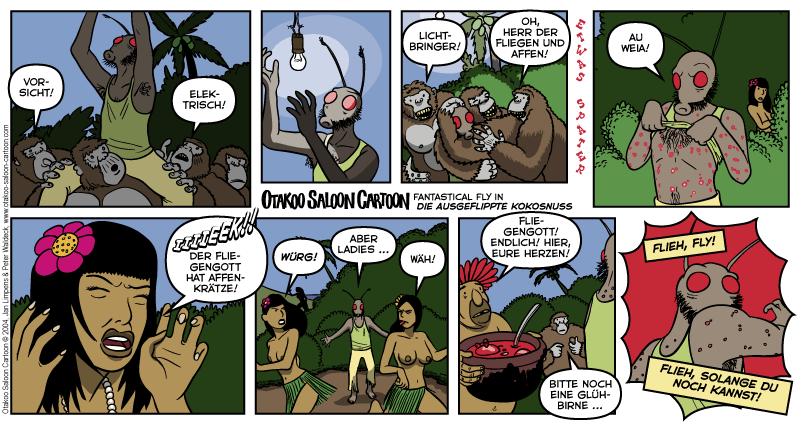 VOR-
SICHT!
ELEK-
TRISCH!
LICHT-
BRINGER!
OH,
HERR DER
FLIEGEN UND
AFFEN!
ETWAS SPÄTER
AU
WEIA!
OTAKOO SALOON CARTOON FANTASTICAL FLY IN
DIE AUSGEFLIPPTE KOKOSNUSS
IIIIEEEK!!
DER FLIE-
GENGOTT
HAT AFFEN-
KRÄTZE!
WÜRG!
ABER
LADIES ...
WÄH!
FLIE-
GENGOTT!
ENDLICH! HIER,
EURE HERZEN!
BITTE NOCH
EINE GLÜH-
BIRNE ...
FLIEH, FLY!
FLIEH, SOLANGE DU
NOCH KANNST!
Otakoo Saloon Cartoon © 2004 Jan Limpens & Peter Waldeck, www.otakoo-saloon-cartoon.com